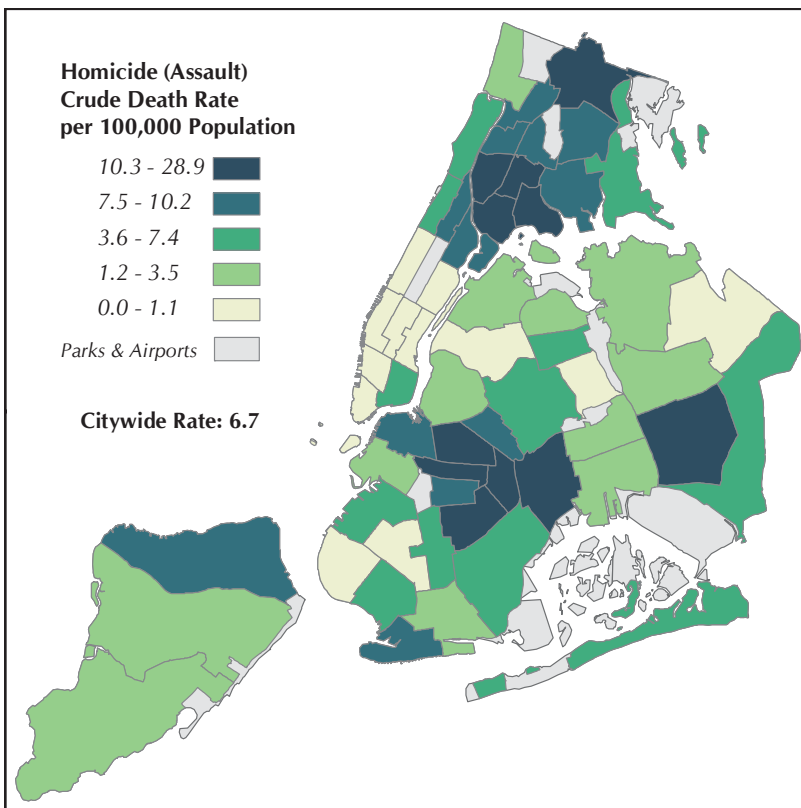 Homicide (Assault)
Crude Death Rate
per 100,000 Population
10.3 - 28.9
7.5 - 10.2
3.6 - 7.4
1.2 - 3.5
0.0 - 1.1
Parks & Airports
Citywide Rate: 6.7